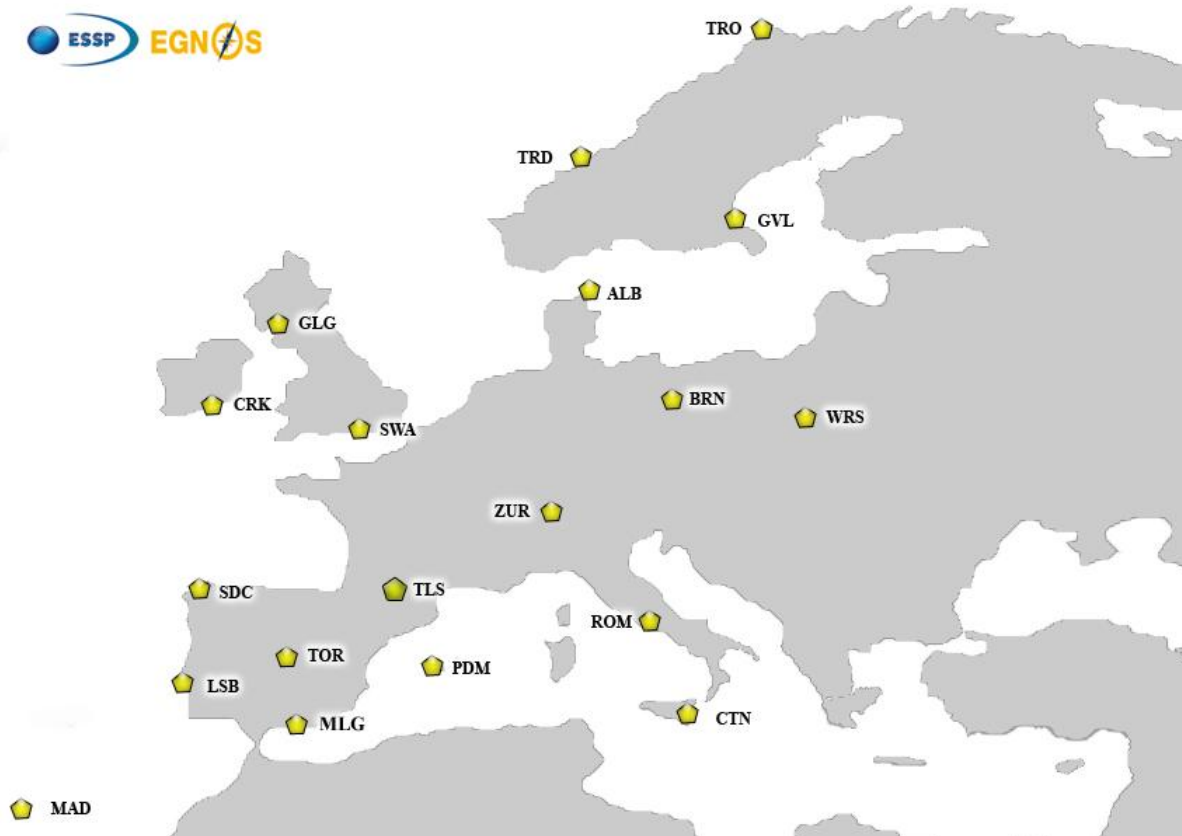 ESSP EGNOS
TRO
TRD
GVL
ALB
GLG
BRN
CRK
WRS
SWA
ZUR
SDC
TLS
ROM
TOR
PDM
LSB
CTN
MLG
MAD